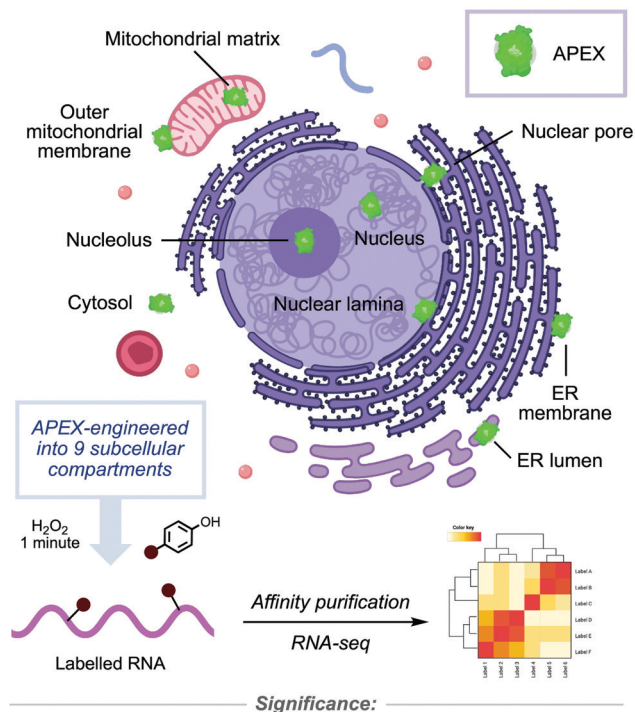 Mitochondrial matrix
APEX
Outer
mitochondrial
membrane
Nuclear pore
Nucleolus
Nucleus
Cytosol
Nuclear lamina
ER
membrane
ER lumen
APEX-engineered
into 9 subcellular
compartments
H₂O₂
1 minute
OH
Labelled RNA
Affinity purification
RNA-seq
Color key
Label A
Label B
Label C
Label D
Label E
Label F
Label 1
Label 2
Label 3
Label 4
Label 5
Label 6
Significance: